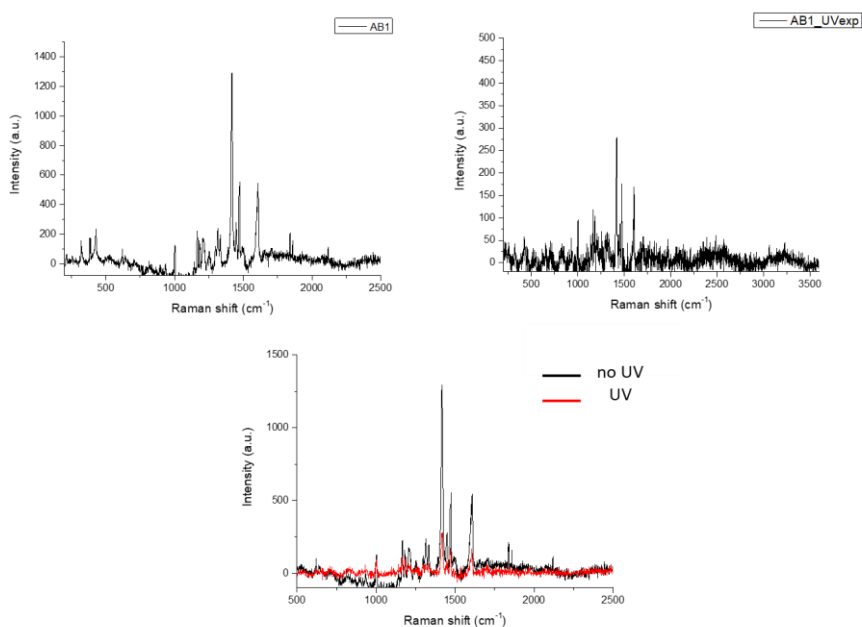 AB1
1400
1200
1000
800
600
400
200
0
Intensity (a.u.)
500 1000 1500 2000 2500
Raman shift (cm⁻¹)
AB1_UVexp
500
450
400
350
300
250
200
150
100
50
0
Intensity (a.u.)
500 1000 1500 2000 2500 3000 3500
Raman shift (cm⁻¹)
no UV
UV
1500
1000
500
0
Intensity (a.u.)
500 1000 1500 2000 2500
Raman shift (cm⁻¹)